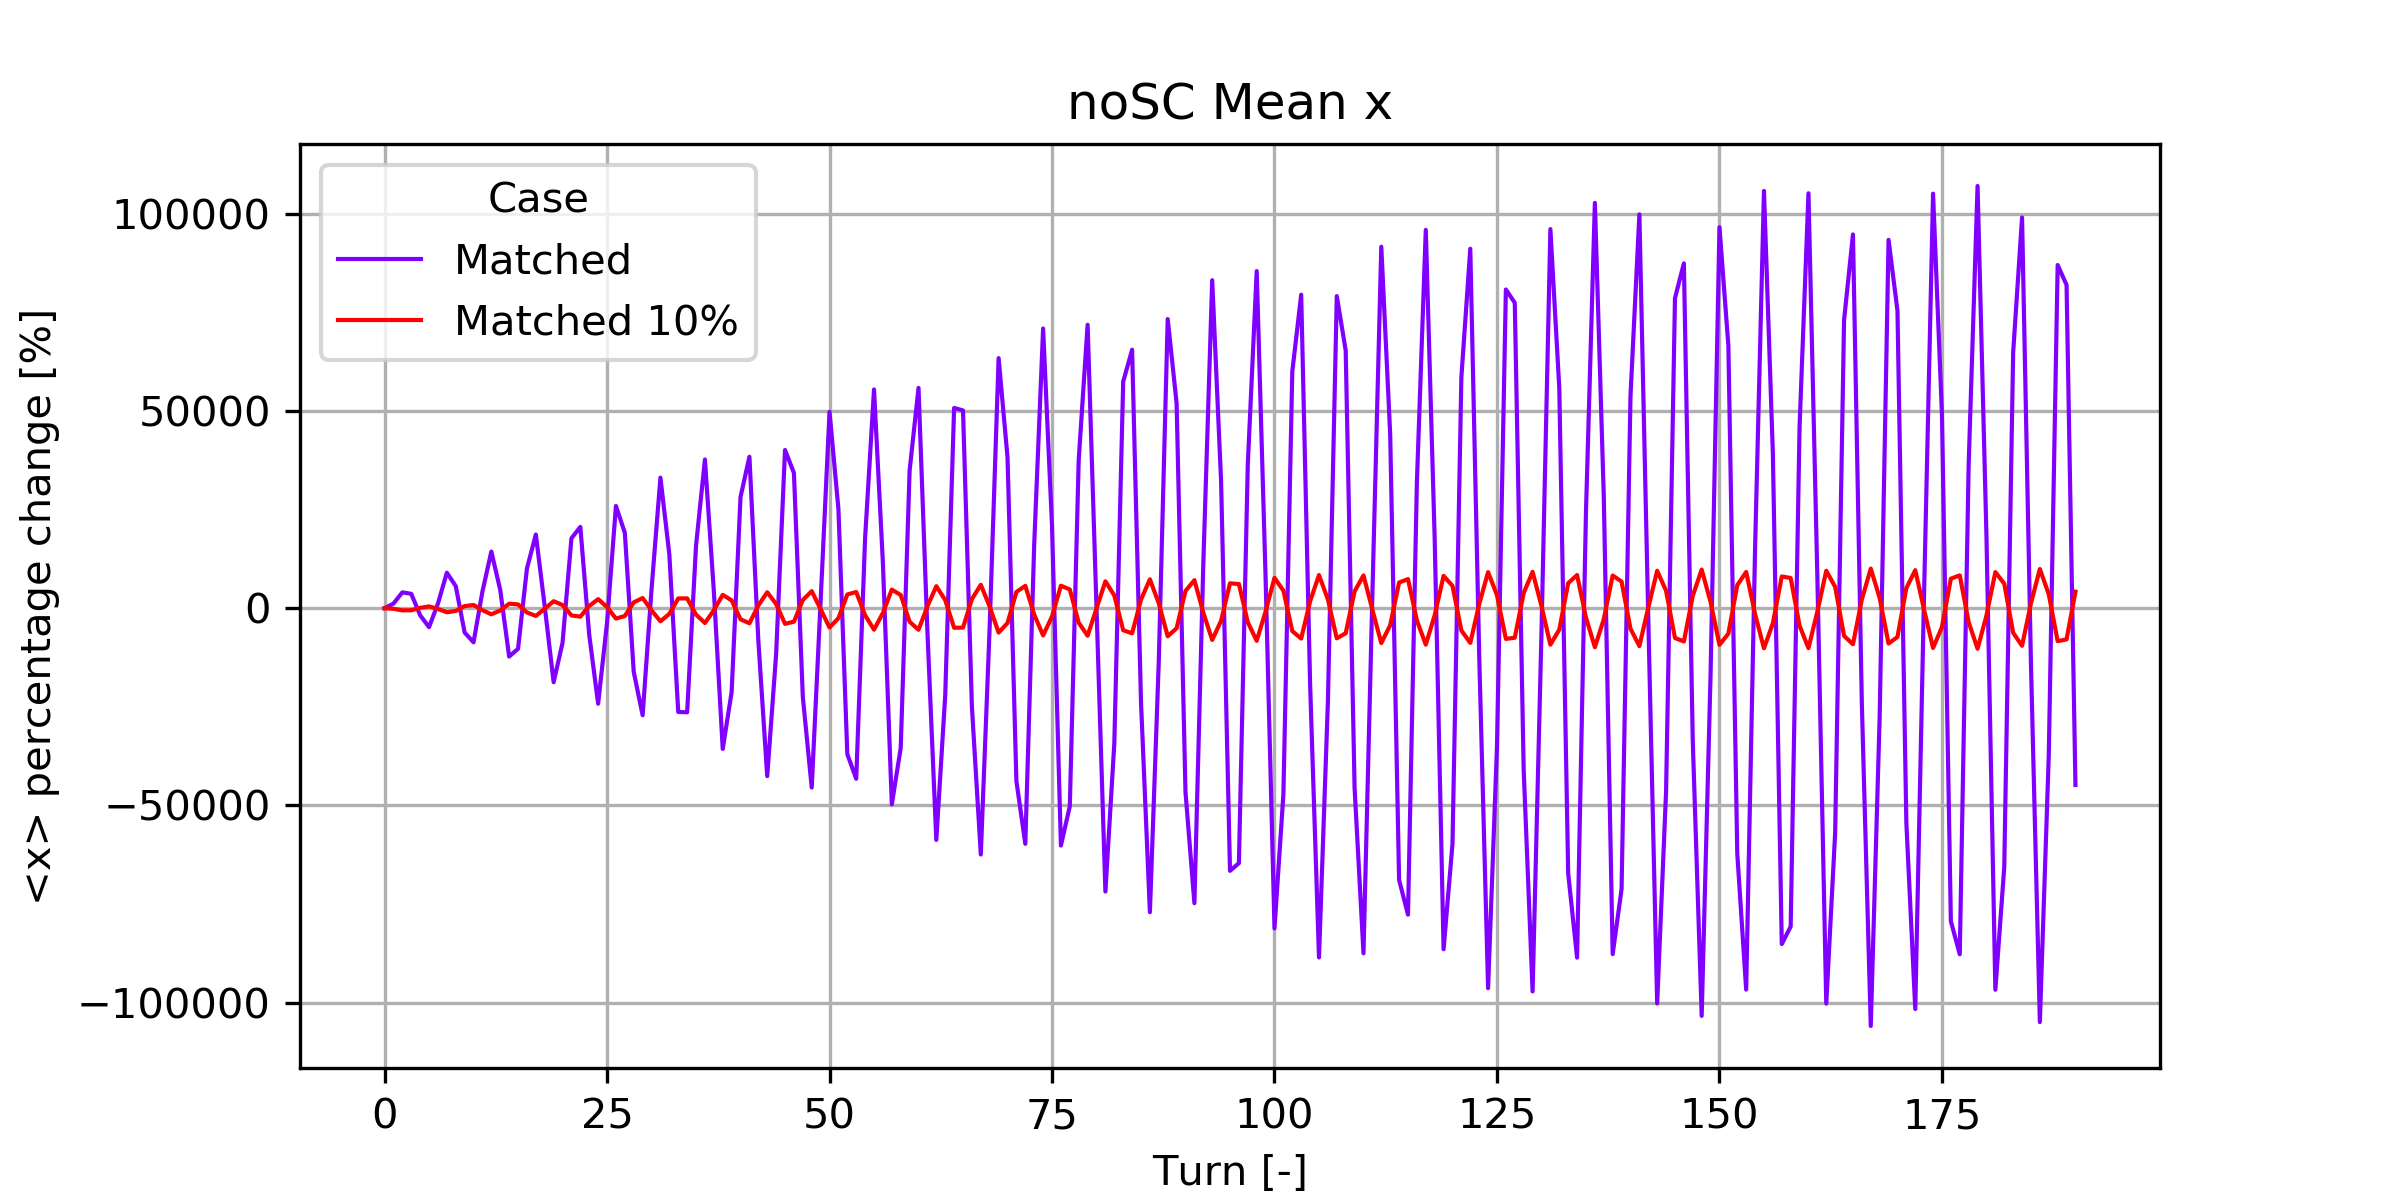 noSC Mean x
Case
Matched
Matched 10%
<x> percentage change [%]
100000
50000
0
−50000
−100000
0 25 50 75 100 125 150 175
Turn [-]